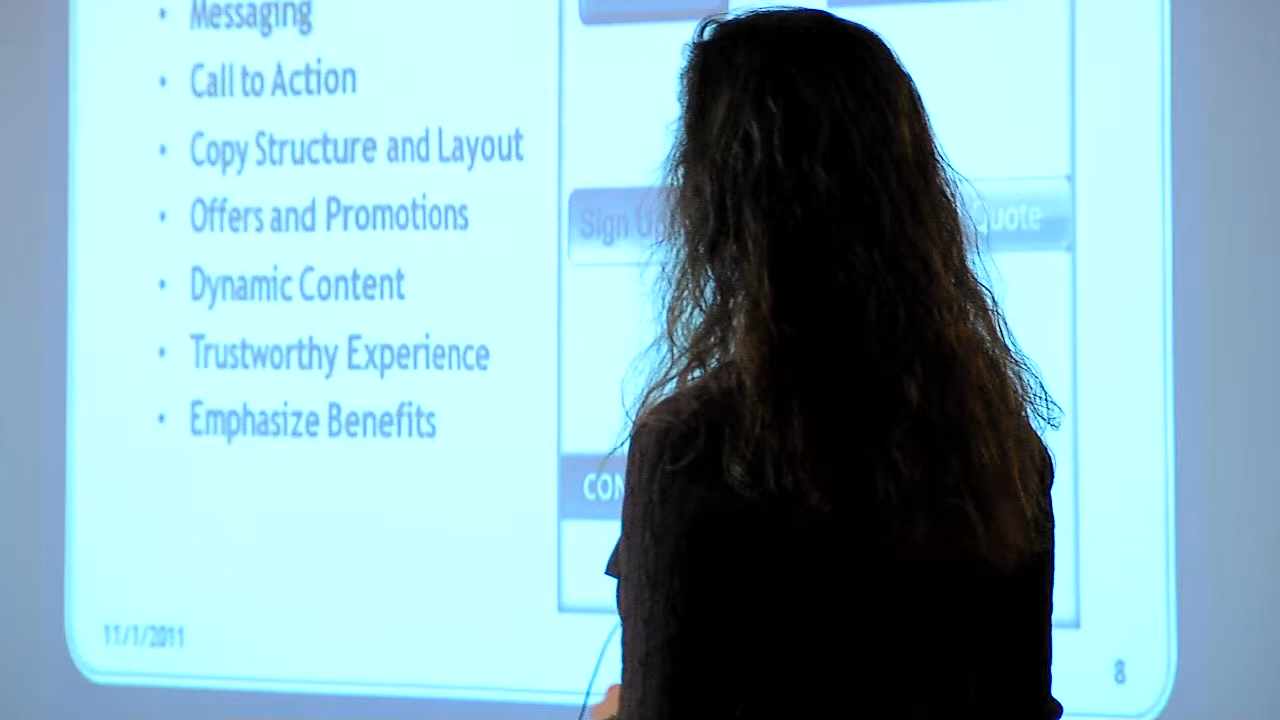 Messaging
Call to Action
Copy Structure and Layout
Offers and Promotions
Sign Up
Quote
Dynamic Content
Trustworthy Experience
Emphasize Benefits
CON
11/1/2011
8